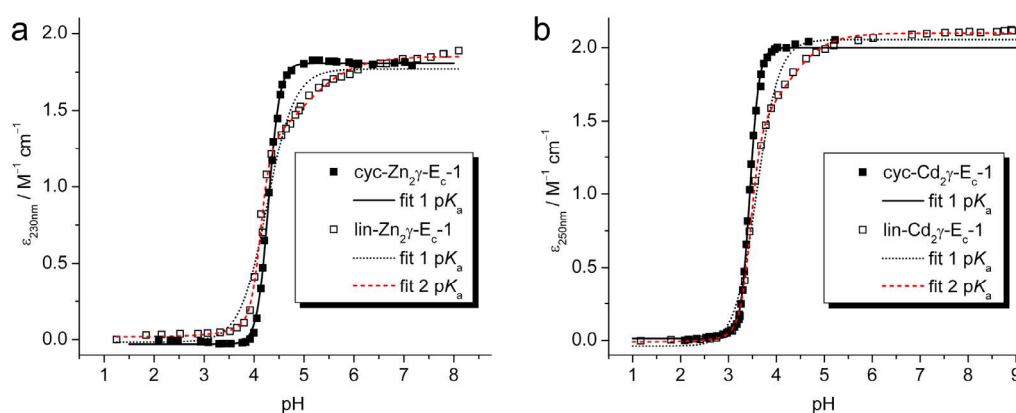 a
2.0
1.5
1.0
0.5
0.0
ε230nm / M⁻¹ cm⁻¹
cyc-Zn₂γ-E꜀-1
fit 1 pKₐ
lin-Zn₂γ-E꜀-1
fit 1 pKₐ
fit 2 pKₐ
1 2 3 4 5 6 7 8
pH
b
2.0
1.5
1.0
0.5
0.0
ε250nm / M⁻¹ cm⁻¹
cyc-Cd₂γ-E꜀-1
fit 1 pKₐ
lin-Cd₂γ-E꜀-1
fit 1 pKₐ
fit 2 pKₐ
1 2 3 4 5 6 7 8 9
pH